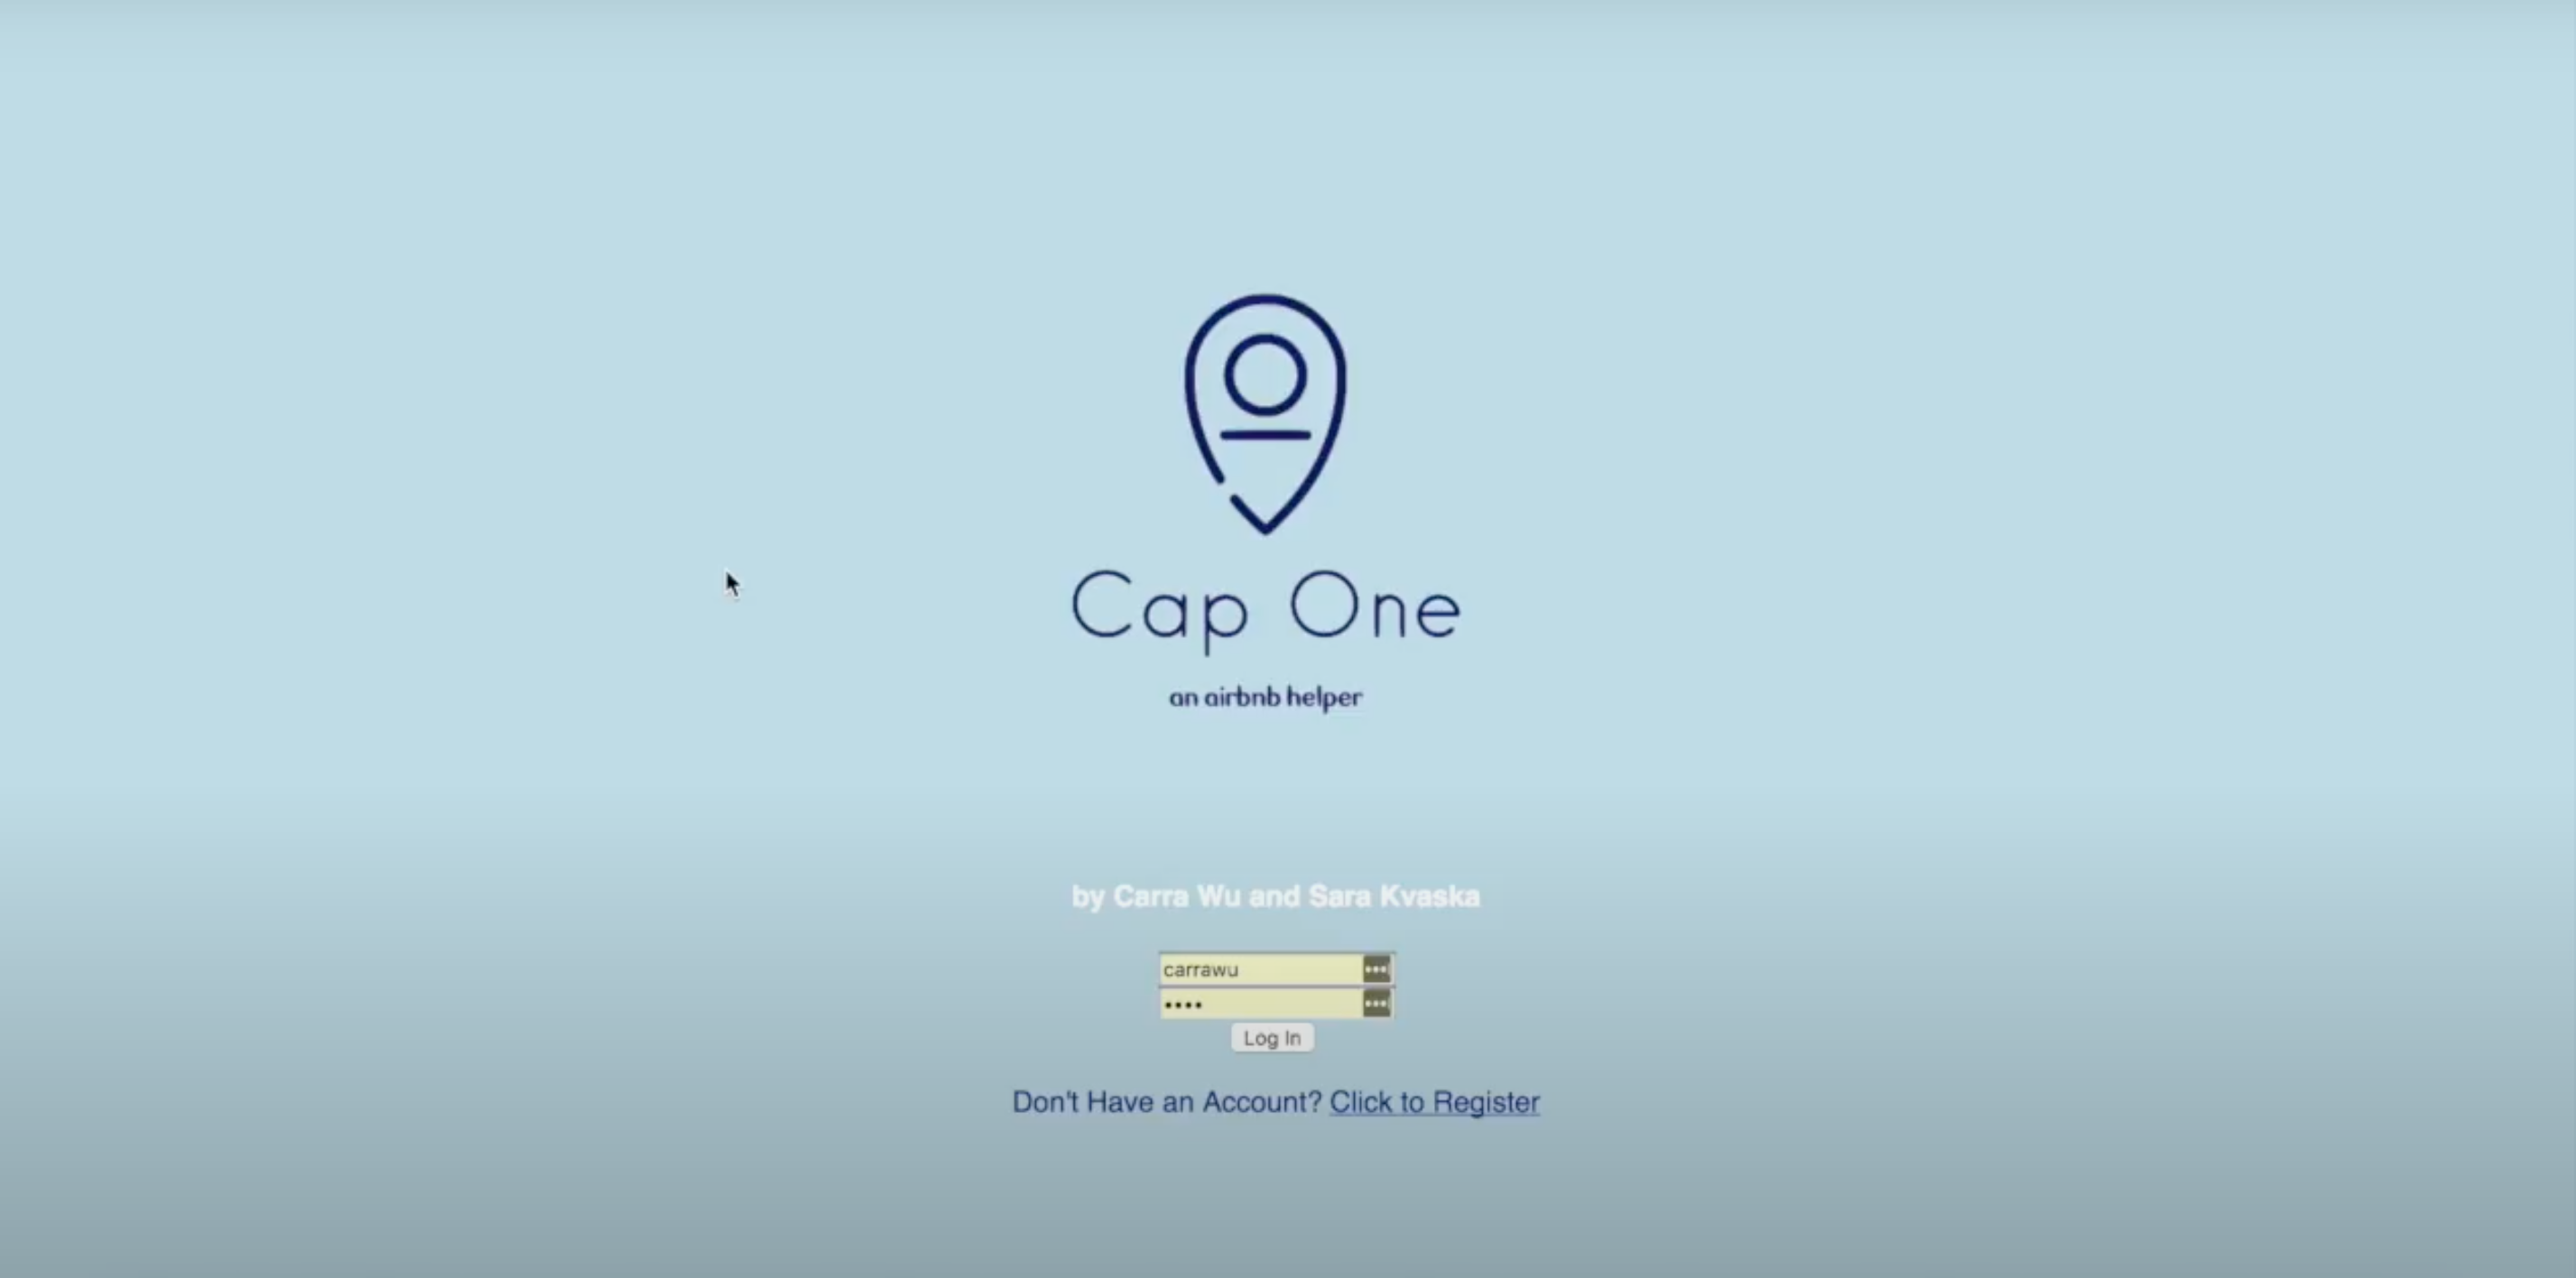 Cap One
an airbnb helper
by Carra Wu and Sara Kvaska
carrawu
••••
Log In
Don't Have an Account? Click to Register